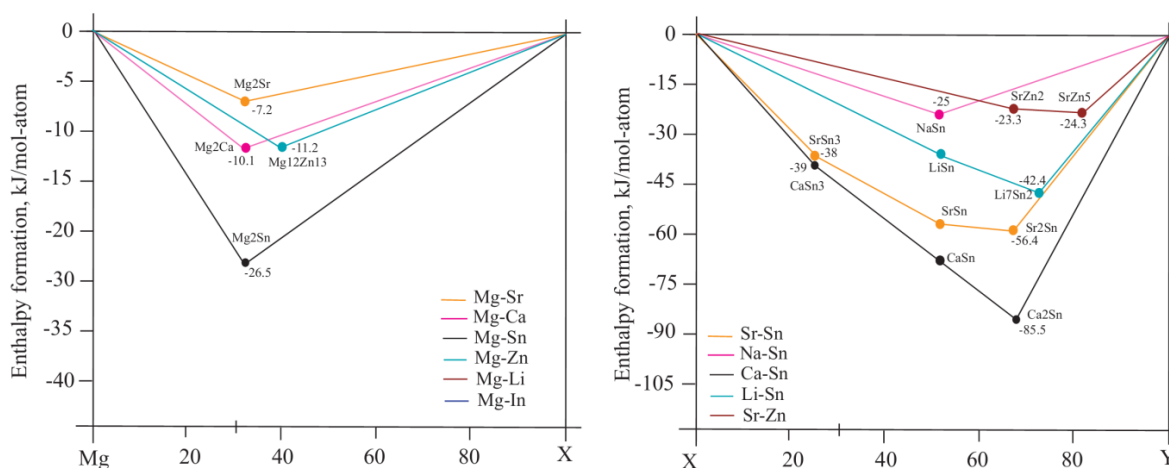 Enthalpy formation, kJ/mol-atom
0
-5
-10
-15
-20
-25
-30
-35
-40
Mg2Sr
-7.2
Mg2Ca
-10.1
-11.2
Mg12Zn13
Mg2Sn
-26.5
Mg-Sr
Mg-Ca
Mg-Sn
Mg-Zn
Mg-Li
Mg-In
Mg 20 40 60 80 X
Enthalpy formation, kJ/mol-atom
0
-15
-30
-45
-60
-75
-90
-105
-25
NaSn
SrZn2
-23.3
SrZn5
-24.3
SrSn3
-38
-39
CaSn3
LiSn
-42.4
Li7Sn2
SrSn
Sr2Sn
-56.4
CaSn
Ca2Sn
-85.5
Sr-Sn
Na-Sn
Ca-Sn
Li-Sn
Sr-Zn
X 20 40 60 80 Y